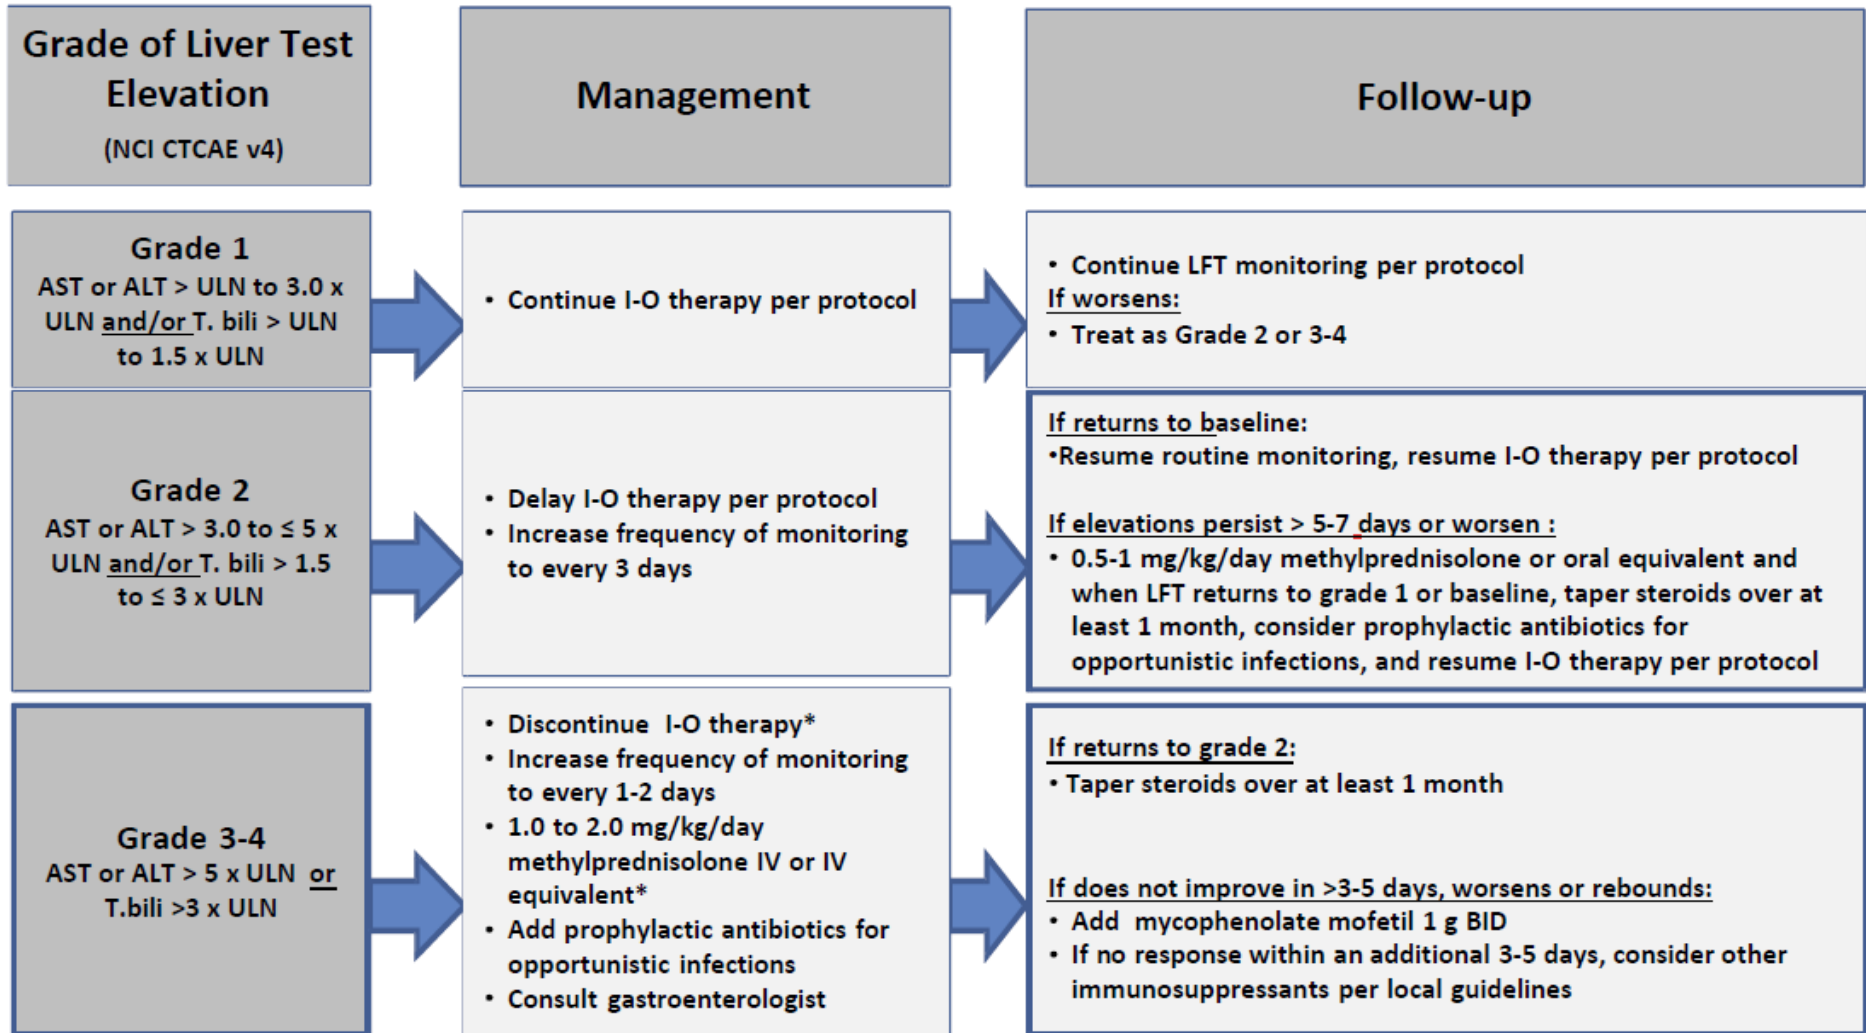 Grade of Liver Test
Elevation
(NCI CTCAE v4)
Management
Follow-up
Grade 1
AST or ALT > ULN to 3.0 x
ULN and/or T. bili > ULN
to 1.5 x ULN
• Continue I-O therapy per protocol
• Continue LFT monitoring per protocol
If worsens:
• Treat as Grade 2 or 3-4
Grade 2
AST or ALT > 3.0 to ≤ 5 x
ULN and/or T. bili > 1.5
to ≤ 3 x ULN
• Delay I-O therapy per protocol
• Increase frequency of monitoring
to every 3 days
If returns to baseline:
•Resume routine monitoring, resume I-O therapy per protocol
If elevations persist > 5-7 days or worsen :
• 0.5-1 mg/kg/day methylprednisolone or oral equivalent and
when LFT returns to grade 1 or baseline, taper steroids over at
least 1 month, consider prophylactic antibiotics for
opportunistic infections, and resume I-O therapy per protocol
Grade 3-4
AST or ALT > 5 x ULN or
T.bili >3 x ULN
• Discontinue I-O therapy*
• Increase frequency of monitoring
to every 1-2 days
• 1.0 to 2.0 mg/kg/day
methylprednisolone IV or IV
equivalent*
• Add prophylactic antibiotics for
opportunistic infections
• Consult gastroenterologist
If returns to grade 2:
• Taper steroids over at least 1 month
If does not improve in >3-5 days, worsens or rebounds:
• Add mycophenolate mofetil 1 g BID
• If no response within an additional 3-5 days, consider other
immunosuppressants per local guidelines